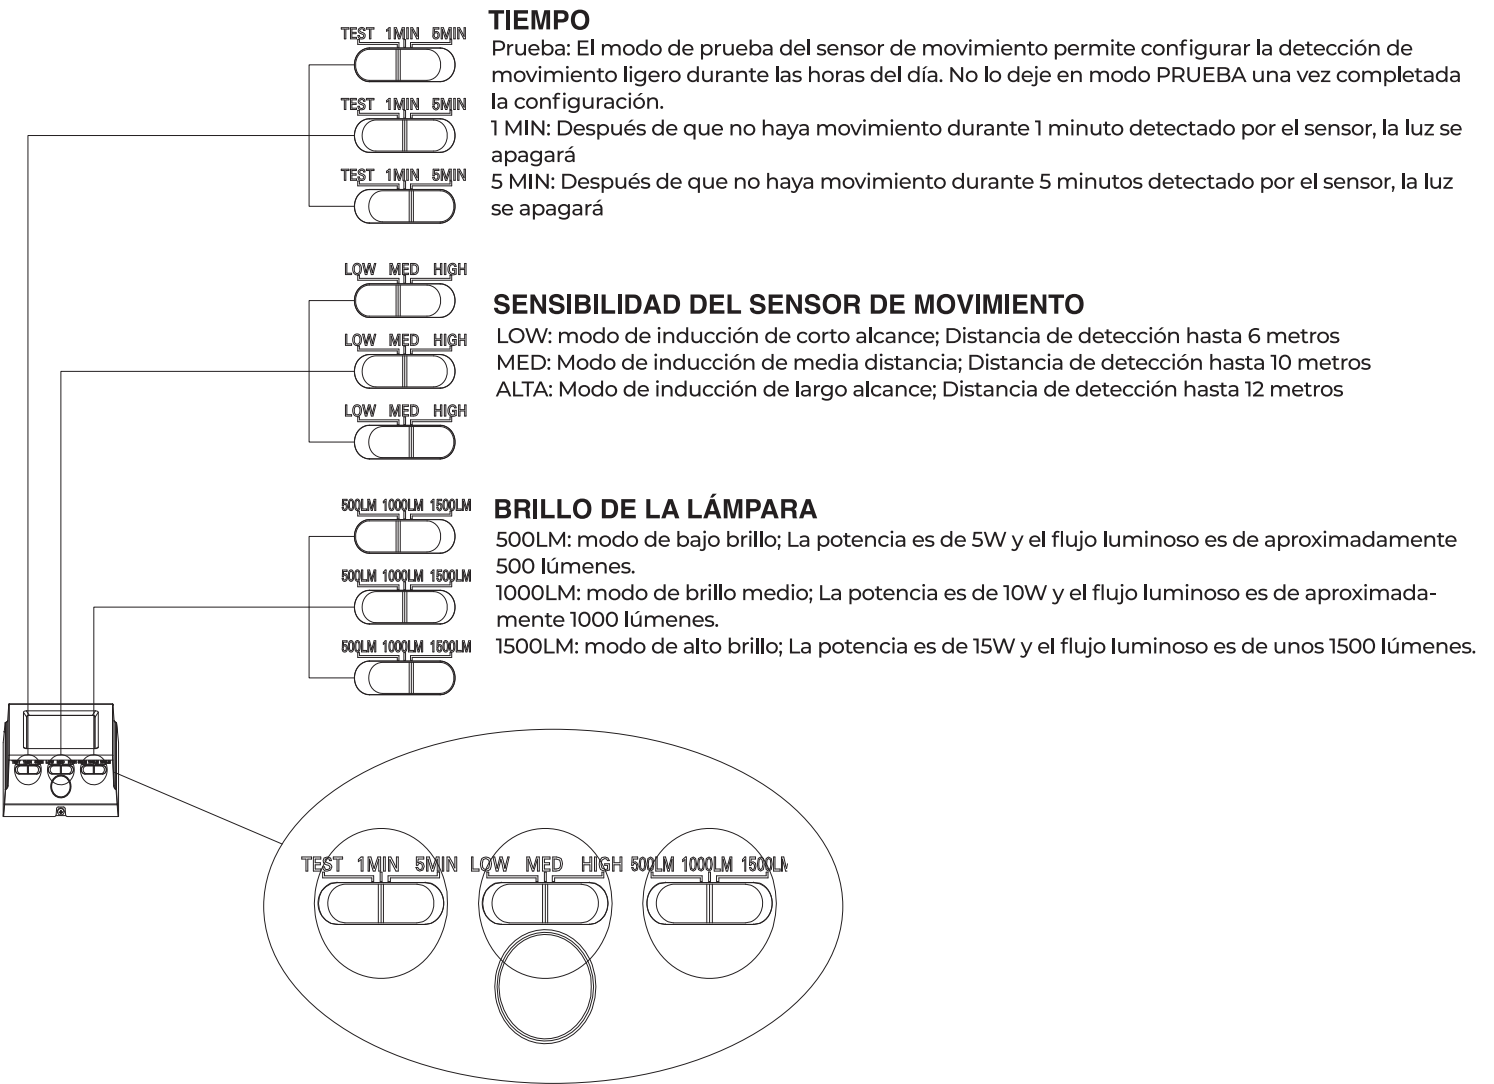 TIEMPO
TEST 1MIN 5MIN
Prueba: El modo de prueba del sensor de movimiento permite configurar la detección de
movimiento ligero durante las horas del día. No lo deje en modo PRUEBA una vez completada
la configuración.
TEST 1MIN 5MIN
1 MIN: Después de que no haya movimiento durante 1 minuto detectado por el sensor, la luz se
apagará
TEST 1MIN 5MIN
5 MIN: Después de que no haya movimiento durante 5 minutos detectado por el sensor, la luz
se apagará
LOW MED HIGH
SENSIBILIDAD DEL SENSOR DE MOVIMIENTO
LOW: modo de inducción de corto alcance; Distancia de detección hasta 6 metros
LOW MED HIGH
MED: Modo de inducción de media distancia; Distancia de detección hasta 10 metros
ALTA: Modo de inducción de largo alcance; Distancia de detección hasta 12 metros
LOW MED HIGH
500LM 1000LM 1500LM
BRILLO DE LA LÁMPARA
500LM: modo de bajo brillo; La potencia es de 5W y el flujo luminoso es de aproximadamente
500 lúmenes.
500LM 1000LM 1500LM
1000LM: modo de brillo medio; La potencia es de 10W y el flujo luminoso es de aproximada-
mente 1000 lúmenes.
500LM 1000LM 1500LM
1500LM: modo de alto brillo; La potencia es de 15W y el flujo luminoso es de unos 1500 lúmenes.
TEST 1MIN 5MIN LOW MED HIGH 500LM 1000LM 1500LM